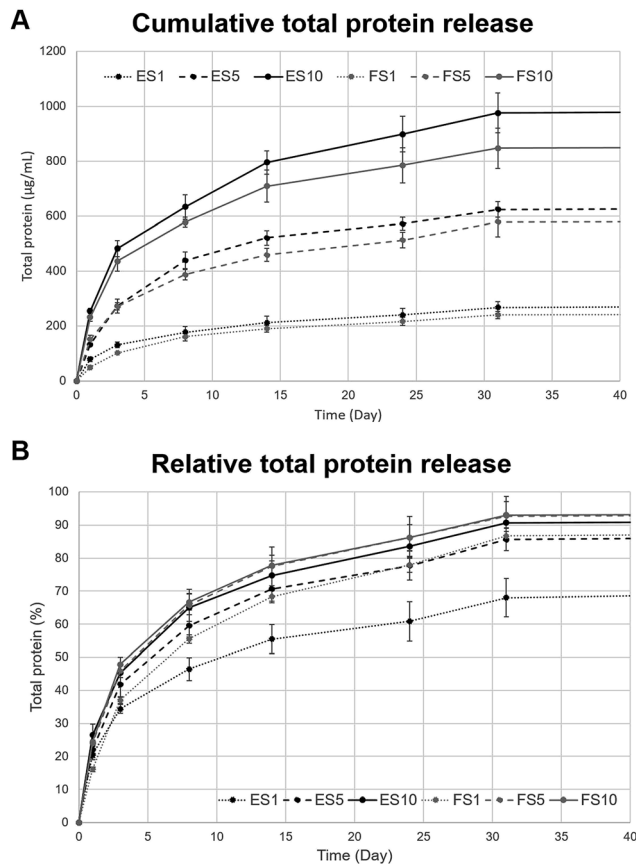 A
Cumulative total protein release
1200
ES1 ES5 ES10 FS1 FS5 FS10
1000
800
600
400
200
0
Total protein (µg/mL)
0 5 10 15 20 25 30 35 40
Time (Day)
B
Relative total protein release
100
90
80
70
60
50
40
30
20
10
0
Total protein (%)
ES1 ES5 ES10 FS1 FS5 FS10
0 5 10 15 20 25 30 35 40
Time (Day)